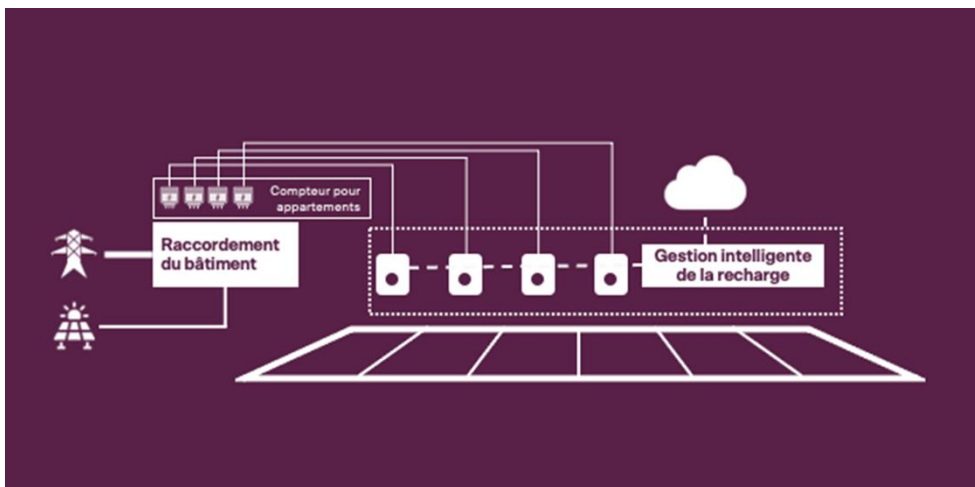 Compteur pour
appartements
Raccordement
du bâtiment
Gestion intelligente
de la recharge